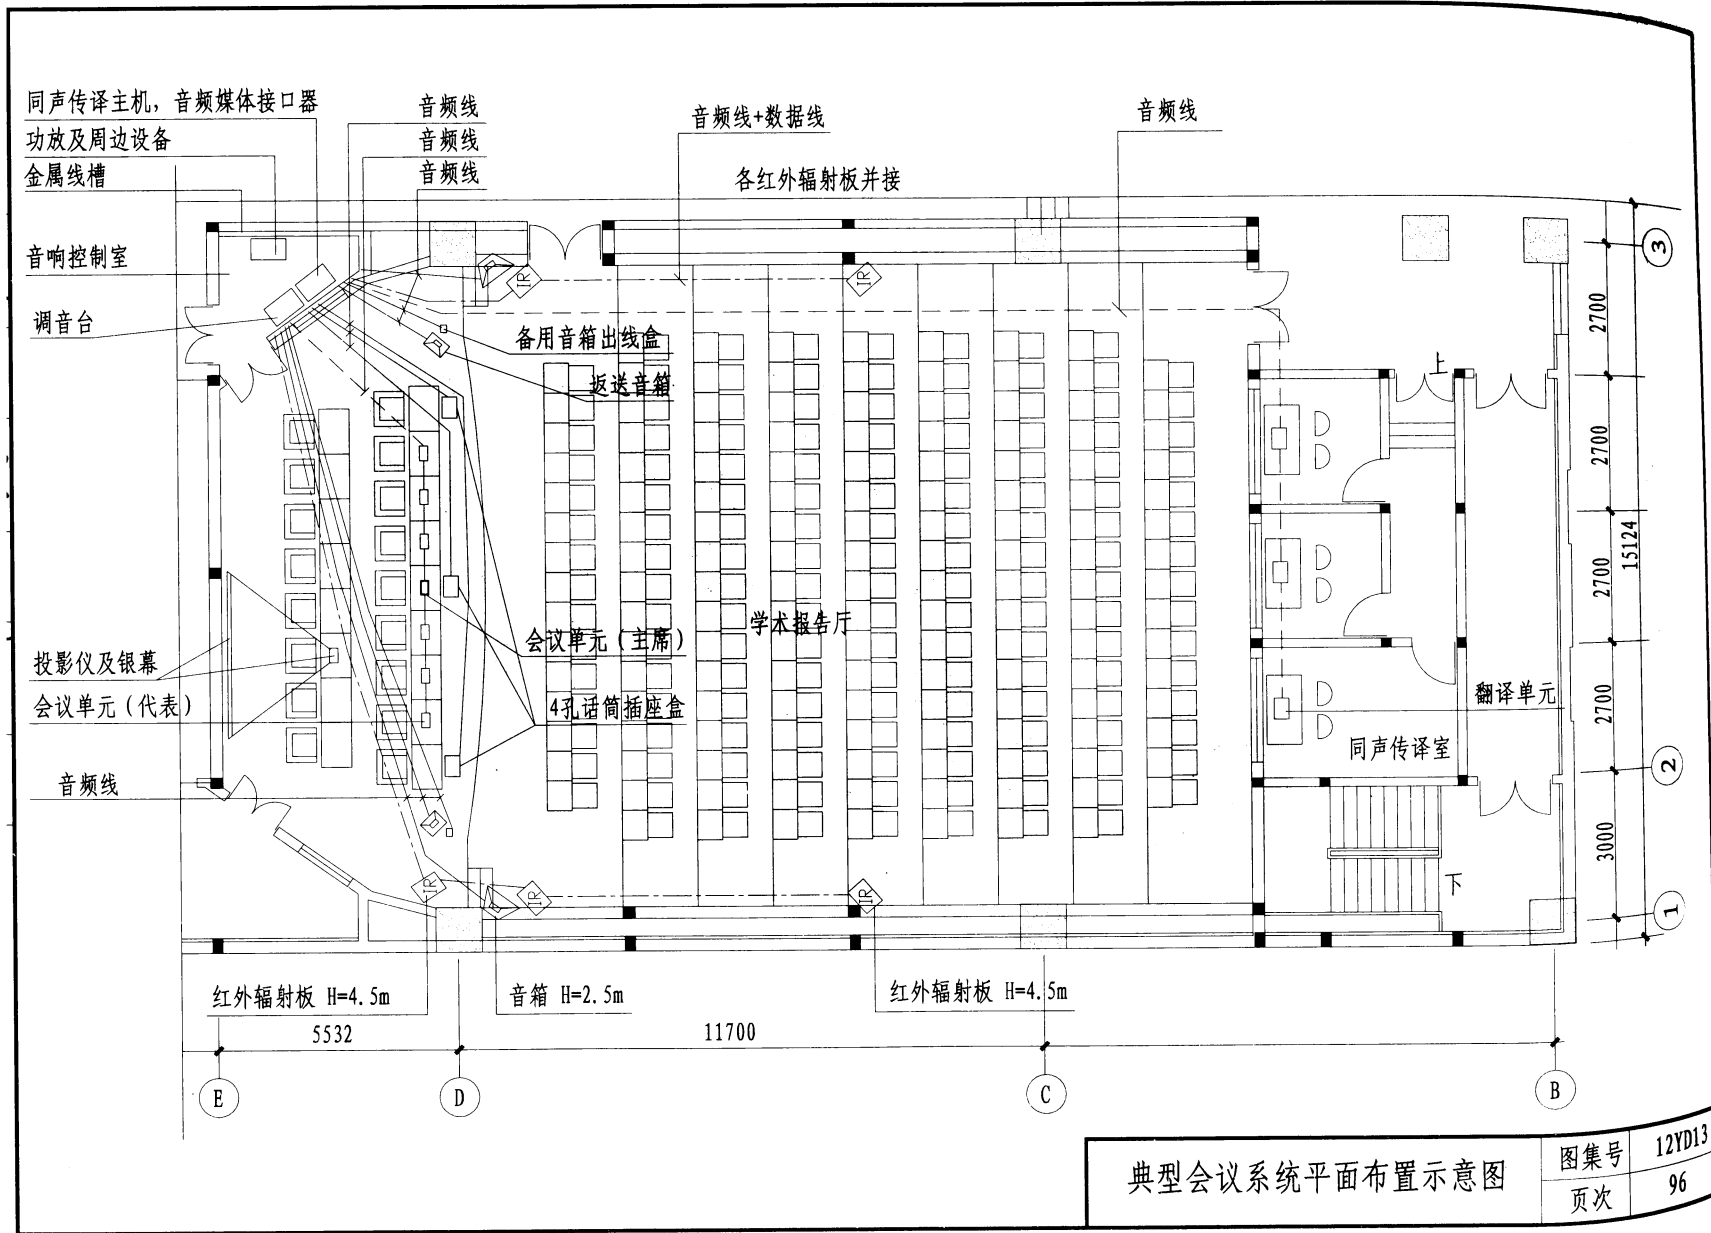 同声传译主机，音频媒体接口器
功放及周边设备
金属线槽
音响控制室
调音台
音频线
音频线
音频线
音频线+数据线
各红外辐射板并接
音频线
IR
IR
备用音箱出线盒
返送音箱
上
3
2700
2700
2700
2700
3000
15124
学术报告厅
会议单元（主席）
4孔话筒插座盒
投影仪及银幕
会议单元（代表）
音频线
翻译单元
同声传译室
下
2
1
IR
IR
IR
红外辐射板 H=4.5m
音箱 H=2.5m
红外辐射板 H=4.5m
5532
11700
E
D
C
B
典型会议系统平面布置示意图
图集号
12YD13
页次
96